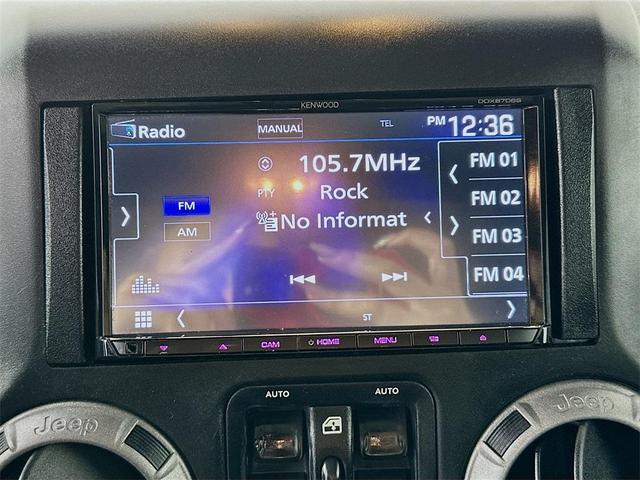 KENWOOD DDX8706S
Radio MANUAL TEL PM 12:36
105.7MHz
PTY Rock
No Informat
FM
AM
FM 01
FM 02
FM 03
FM 04
ST
CAM HOME MENU
AUTO AUTO
Jeep Jeep